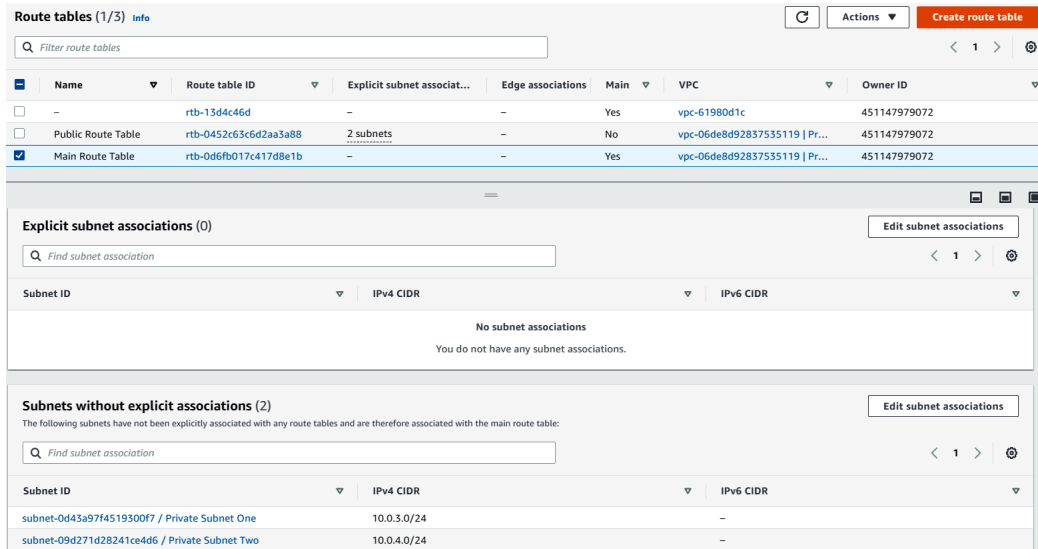 Route tables (1/3) Info
Actions
Create route table
Filter route tables
1
Name Route table ID Explicit subnet associat... Edge associations Main VPC Owner ID
– rtb-13d4c46d – – Yes vpc-61980d1c 451147979072
Public Route Table rtb-0452c63c6d2aa3a88 2 subnets – No vpc-06de8d92837535119 | Pr... 451147979072
Main Route Table rtb-0d6fb017c417d8e1b – – Yes vpc-06de8d92837535119 | Pr... 451147979072
Explicit subnet associations (0)
Edit subnet associations
Find subnet association
1
Subnet ID IPv4 CIDR IPv6 CIDR
No subnet associations
You do not have any subnet associations.
Subnets without explicit associations (2)
Edit subnet associations
The following subnets have not been explicitly associated with any route tables and are therefore associated with the main route table:
Find subnet association
1
Subnet ID IPv4 CIDR IPv6 CIDR
subnet-0d43a97f4519300f7 / Private Subnet One 10.0.3.0/24 –
subnet-09d271d28241ce4d6 / Private Subnet Two 10.0.4.0/24 –